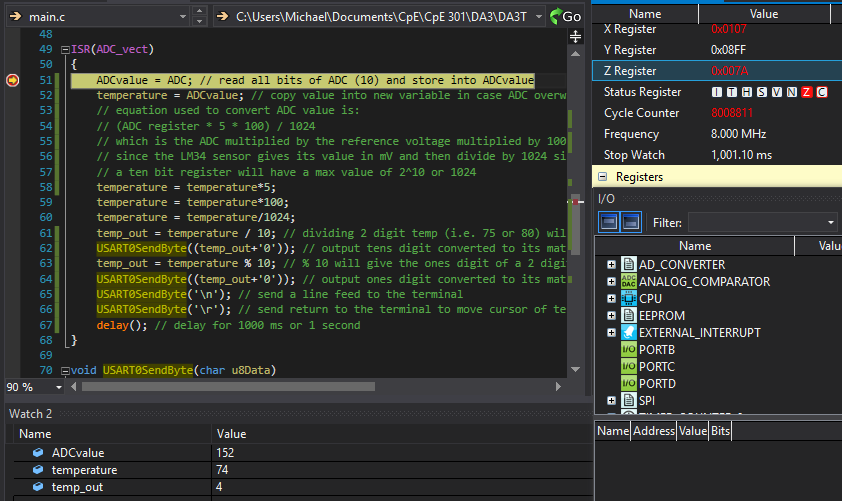 main.c
C:\Users\Michael\Documents\CpE\CpE 301\DA3\DA3T
Go
48
49 ISR(ADC_vect)
50 {
51 ADCvalue = ADC; // read all bits of ADC (10) and store into ADCvalue
52 temperature = ADCvalue; // copy value into new variable in case ADC overw
53 // equation used to convert ADC value is:
54 // (ADC register * 5 * 100) / 1024
55 // which is the ADC multiplied by the reference voltage multiplied by 100
56 // since the LM34 sensor gives its value in mV and then divide by 1024 si
57 // a ten bit register will have a max value of 2^10 or 1024
58 temperature = temperature*5;
59 temperature = temperature*100;
60 temperature = temperature/1024;
61 temp_out = temperature / 10; // dividing 2 digit temp (i.e. 75 or 80) wil
62 USART0SendByte((temp_out+'0')); // output tens digit converted to its mat
63 temp_out = temperature % 10; // % 10 will give the ones digit of a 2 digi
64 USART0SendByte((temp_out+'0')); // output ones digit converted to its mat
65 USART0SendByte('\n'); // send a line feed to the terminal
66 USART0SendByte('\r'); // send return to the terminal to move cursor of te
67 delay(); // delay for 1000 ms or 1 second
68 }
69
70 void USART0SendByte(char u8Data)
90 %
Watch 2
Name Value
ADCvalue 152
temperature 74
temp_out 4
Name Value
X Register 0x0107
Y Register 0x08FF
Z Register 0x007A
Status Register I T H S V N Z C
Cycle Counter 8008811
Frequency 8.000 MHz
Stop Watch 1,001.10 ms
Registers
I/O
Filter:
Name Valu
AD_CONVERTER
ADC DAC ANALOG_COMPARATOR
CPU
EEPROM
EXTERNAL_INTERRUPT
I/O PORTB
I/O PORTC
I/O PORTD
SPI
Name Address Value Bits